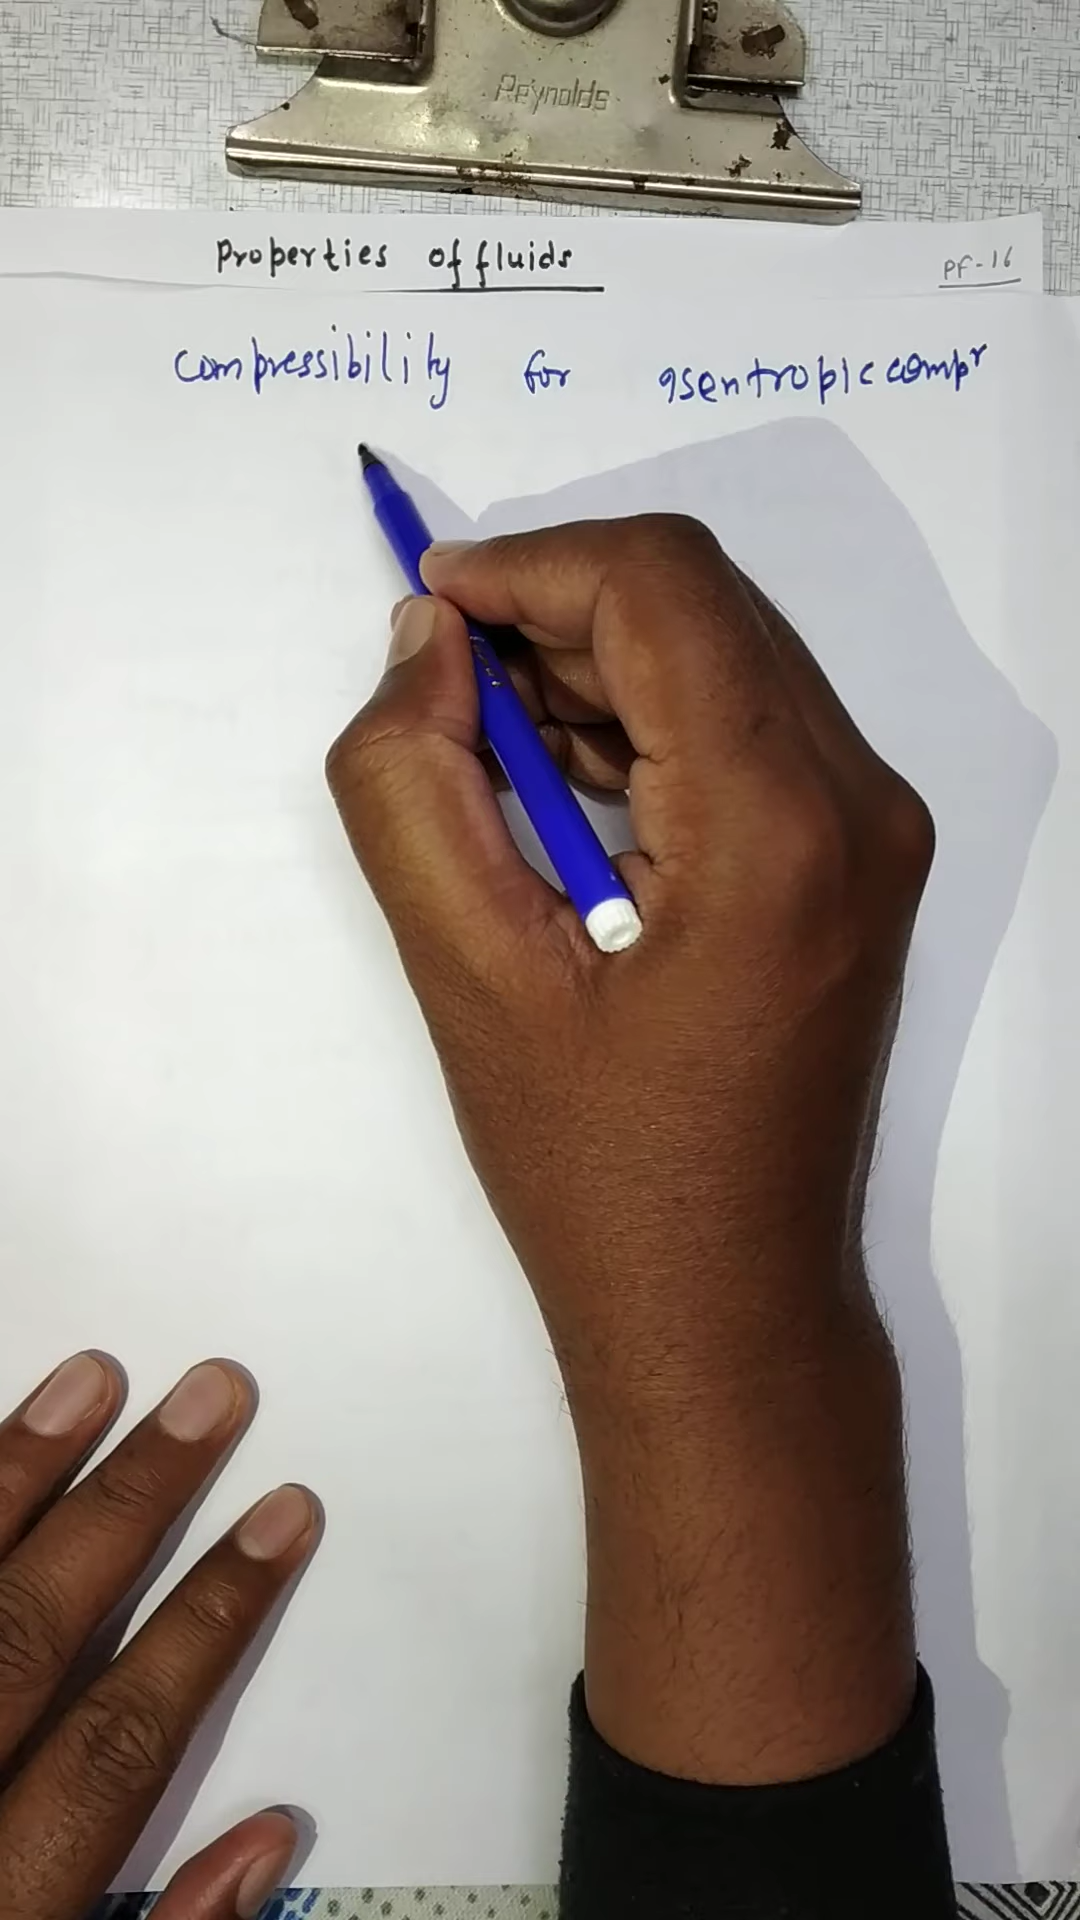 Reynolds
Properties of fluids
PF-16
compressibility for isentropic compr